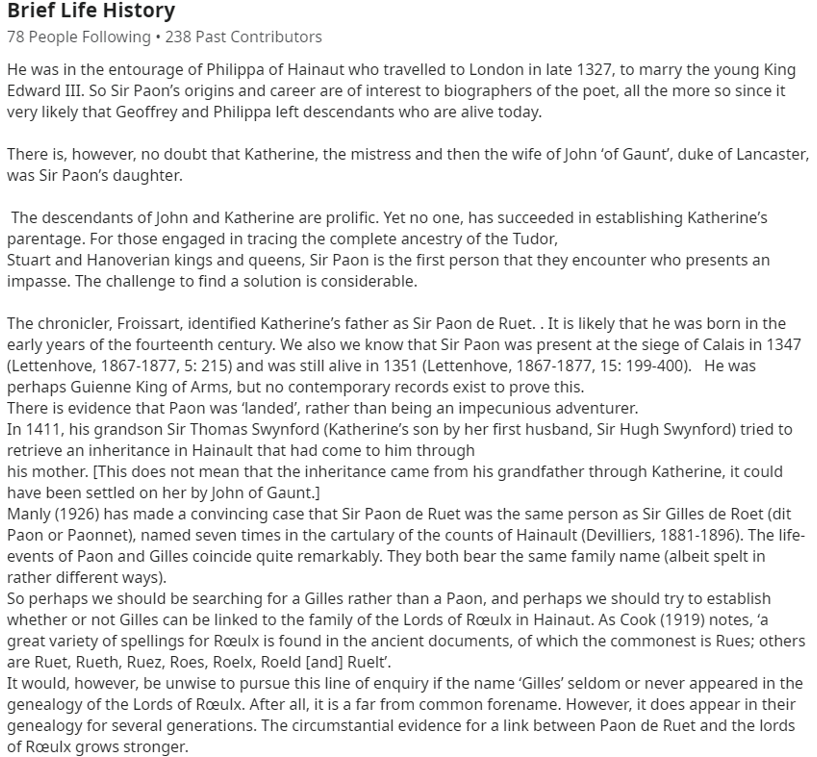 Brief Life History
78 People Following • 238 Past Contributors
He was in the entourage of Philippa of Hainaut who travelled to London in late 1327, to marry the young King
Edward III. So Sir Paon’s origins and career are of interest to biographers of the poet, all the more so since it
very likely that Geoffrey and Philippa left descendants who are alive today.
There is, however, no doubt that Katherine, the mistress and then the wife of John ‘of Gaunt’, duke of Lancaster,
was Sir Paon’s daughter.
The descendants of John and Katherine are prolific. Yet no one, has succeeded in establishing Katherine’s
parentage. For those engaged in tracing the complete ancestry of the Tudor,
Stuart and Hanoverian kings and queens, Sir Paon is the first person that they encounter who presents an
impasse. The challenge to find a solution is considerable.
The chronicler, Froissart, identified Katherine’s father as Sir Paon de Ruet. . It is likely that he was born in the
early years of the fourteenth century. We also we know that Sir Paon was present at the siege of Calais in 1347
(Lettenhove, 1867-1877, 5: 215) and was still alive in 1351 (Lettenhove, 1867-1877, 15: 199-400).   He was
perhaps Guienne King of Arms, but no contemporary records exist to prove this.
There is evidence that Paon was ‘landed’, rather than being an impecunious adventurer.
In 1411, his grandson Sir Thomas Swynford (Katherine’s son by her first husband, Sir Hugh Swynford) tried to
retrieve an inheritance in Hainault that had come to him through
his mother. [This does not mean that the inheritance came from his grandfather through Katherine, it could
have been settled on her by John of Gaunt.]
Manly (1926) has made a convincing case that Sir Paon de Ruet was the same person as Sir Gilles de Roet (dit
Paon or Paonnet), named seven times in the cartulary of the counts of Hainault (Devilliers, 1881-1896). The life-
events of Paon and Gilles coincide quite remarkably. They both bear the same family name (albeit spelt in
rather different ways).
So perhaps we should be searching for a Gilles rather than a Paon, and perhaps we should try to establish
whether or not Gilles can be linked to the family of the Lords of Rœulx in Hainaut. As Cook (1919) notes, ‘a
great variety of spellings for Rœulx is found in the ancient documents, of which the commonest is Rues; others
are Ruet, Rueth, Ruez, Roes, Roelx, Roeld [and] Ruelt’.
It would, however, be unwise to pursue this line of enquiry if the name ‘Gilles’ seldom or never appeared in the
genealogy of the Lords of Rœulx. After all, it is a far from common forename. However, it does appear in their
genealogy for several generations. The circumstantial evidence for a link between Paon de Ruet and the lords
of Rœulx grows stronger.